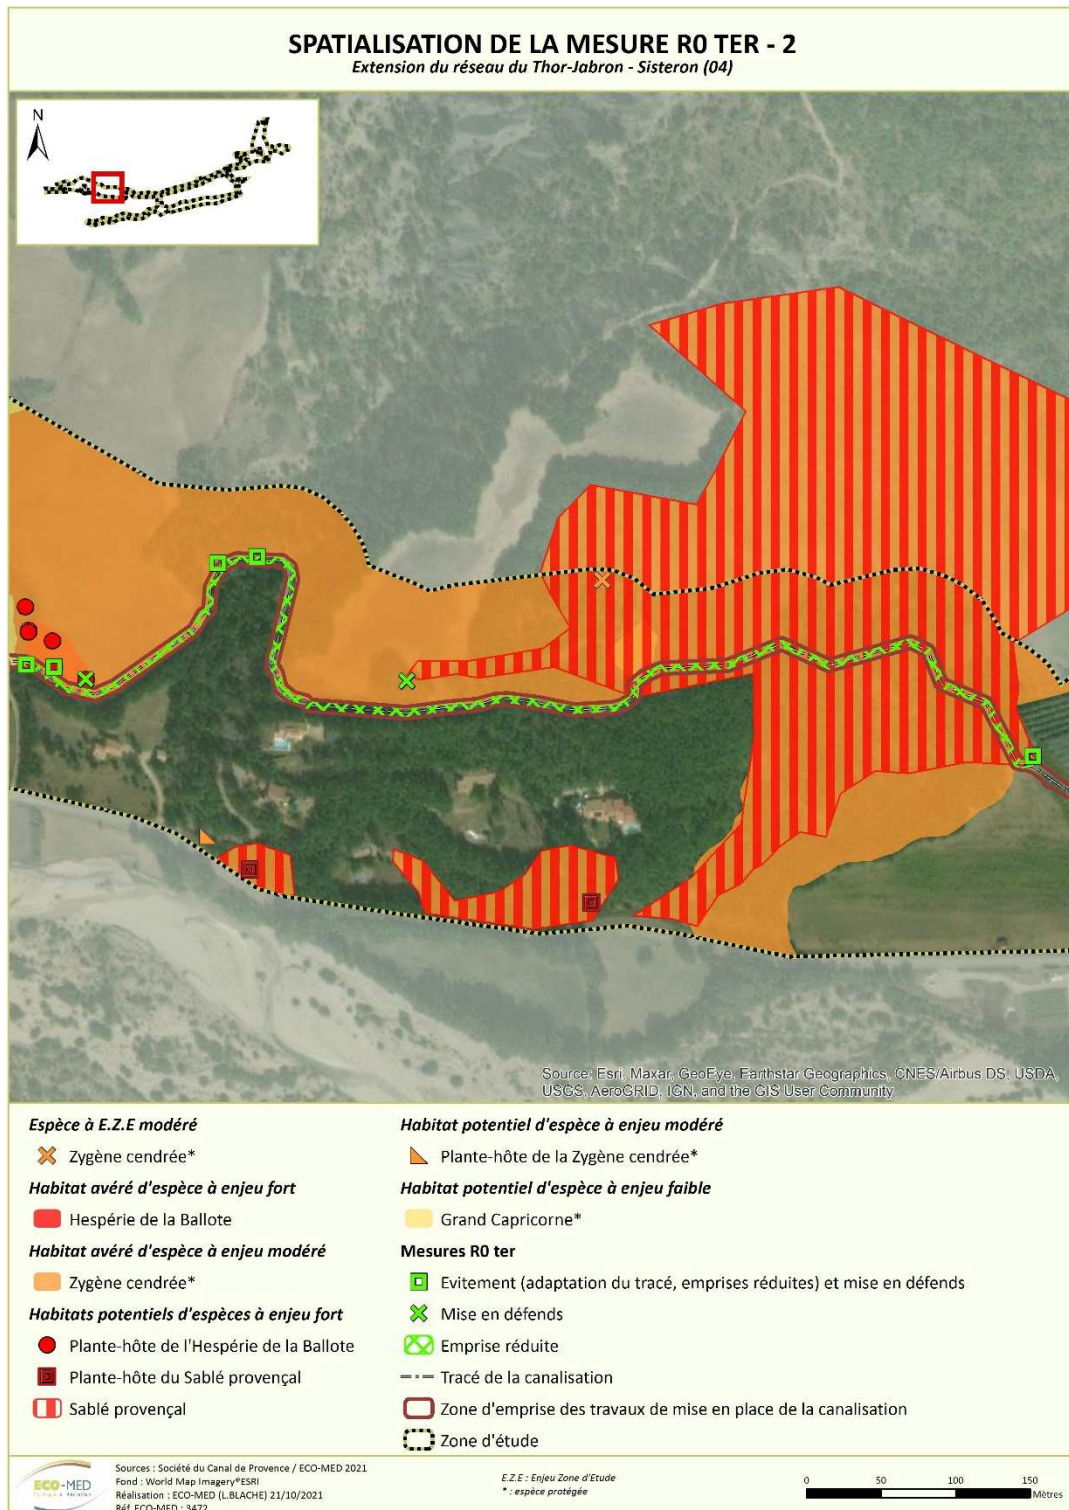 SPATIALISATION DE LA MESURE R0 TER - 2
Extension du réseau du Thor-Jabron - Sisteron (04)
N
Source: Esri, Maxar, GeoEye, Earthstar Geographics, CNES/Airbus DS, USDA,
USGS, AeroGRID, IGN, and the GIS User Community
Espèce à E.Z.E modéré
Zygène cendrée*
Habitat avéré d'espèce à enjeu fort
Hespérie de la Ballote
Habitat avéré d'espèce à enjeu modéré
Zygène cendrée*
Habitats potentiels d'espèces à enjeu fort
Plante-hôte de l'Hespérie de la Ballote
Plante-hôte du Sablé provençal
Sablé provençal
Habitat potentiel d'espèce à enjeu modéré
Plante-hôte de la Zygène cendrée*
Habitat potentiel d'espèce à enjeu faible
Grand Capricorne*
Mesures R0 ter
Evitement (adaptation du tracé, emprises réduites) et mise en défends
Mise en défends
Emprise réduite
Tracé de la canalisation
Zone d'emprise des travaux de mise en place de la canalisation
Zone d'étude
ECO-MED
Sources : Société du Canal de Provence / ECO-MED 2021
Fond : World Map Imagery®ESRI
Réalisation : ECO-MED (L.BLACHE) 21/10/2021
Réf. ECO-MED : 3472
E.Z.E : Enjeu Zone d'Etude
* : espèce protégée
0 50 100 150
Mètres